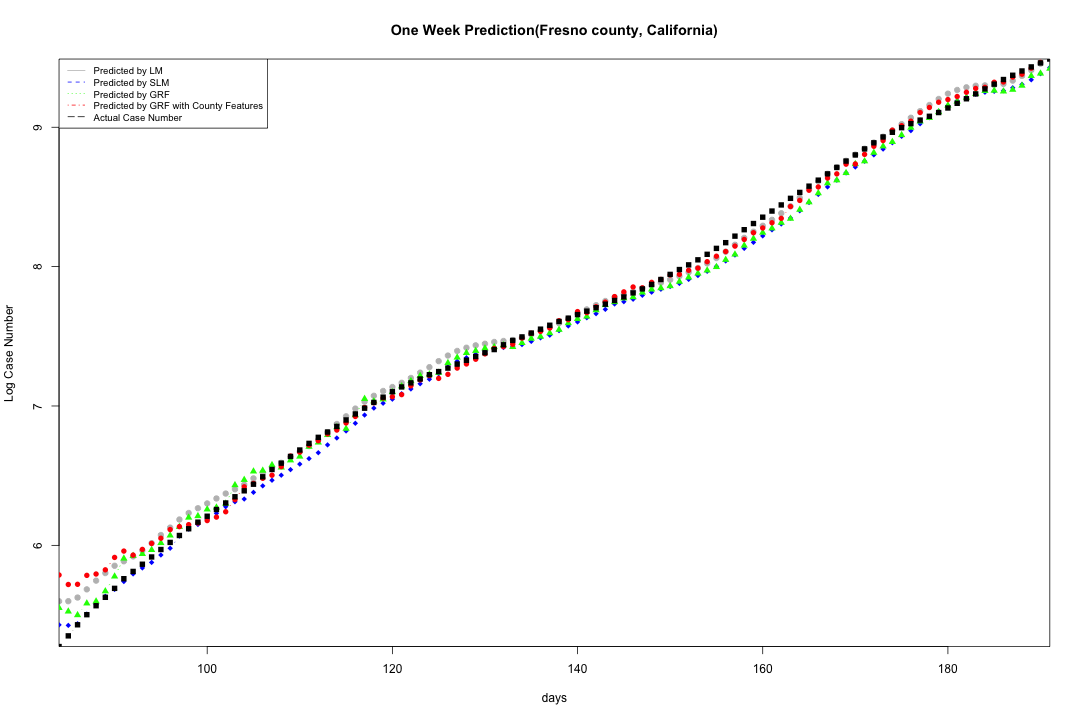 One Week Prediction(Fresno county, California)
Predicted by LM
Predicted by SLM
Predicted by GRF
Predicted by GRF with County Features
Actual Case Number
9
8
7
6
Log Case Number
100 120 140 160 180
days